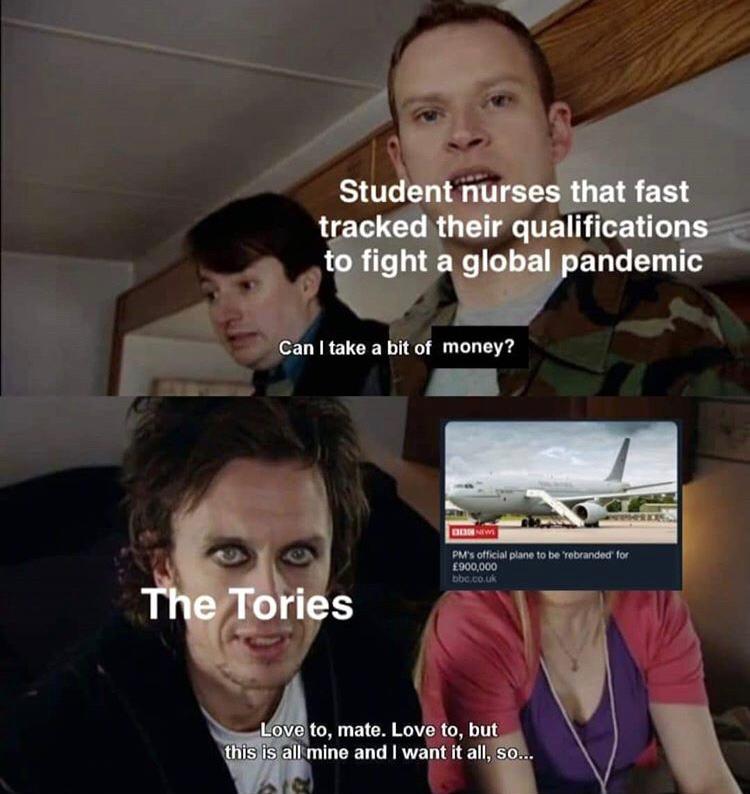 Student nurses that fast
tracked their qualifications
to fight a global pandemic
Can I take a bit of money?
BBC NEWS
PM's official plane to be 'rebranded' for
£900,000
bbc.co.uk
The Tories
Love to, mate. Love to, but
this is all mine and I want it all, so...